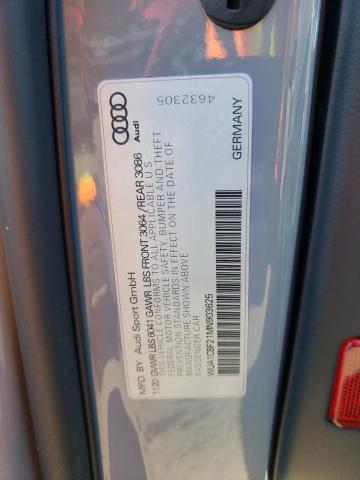 Audi
MFD. BY Audi Sport GmbH
11.20 GVWR LBS 6041 GAWR LBS FRONT 3064 / REAR 3086
THIS VEHICLE CONFORMS TO ALL APPLICABLE U S
FEDERAL MOTOR VEHICLE SAFETY, BUMPER AND THEFT
PREVENTION STANDARDS IN EFFECT ON THE DATE OF
MANUFACTURE SHOWN ABOVE
PASSENGER CAR
WUA1CBF21MN903625
GERMANY
4632305